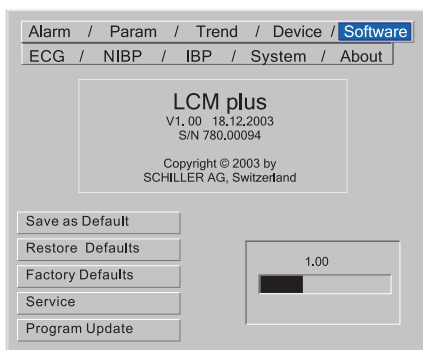 Alarm / Param / Trend / Device / Software
ECG / NIBP / IBP / System / About
LCM plus
V1. 00 18.12.2003
S/N 780.00094
Copyright © 2003 by
SCHILLER AG, Switzerland
Save as Default
Restore Defaults
Factory Defaults
Service
Program Update
1.00